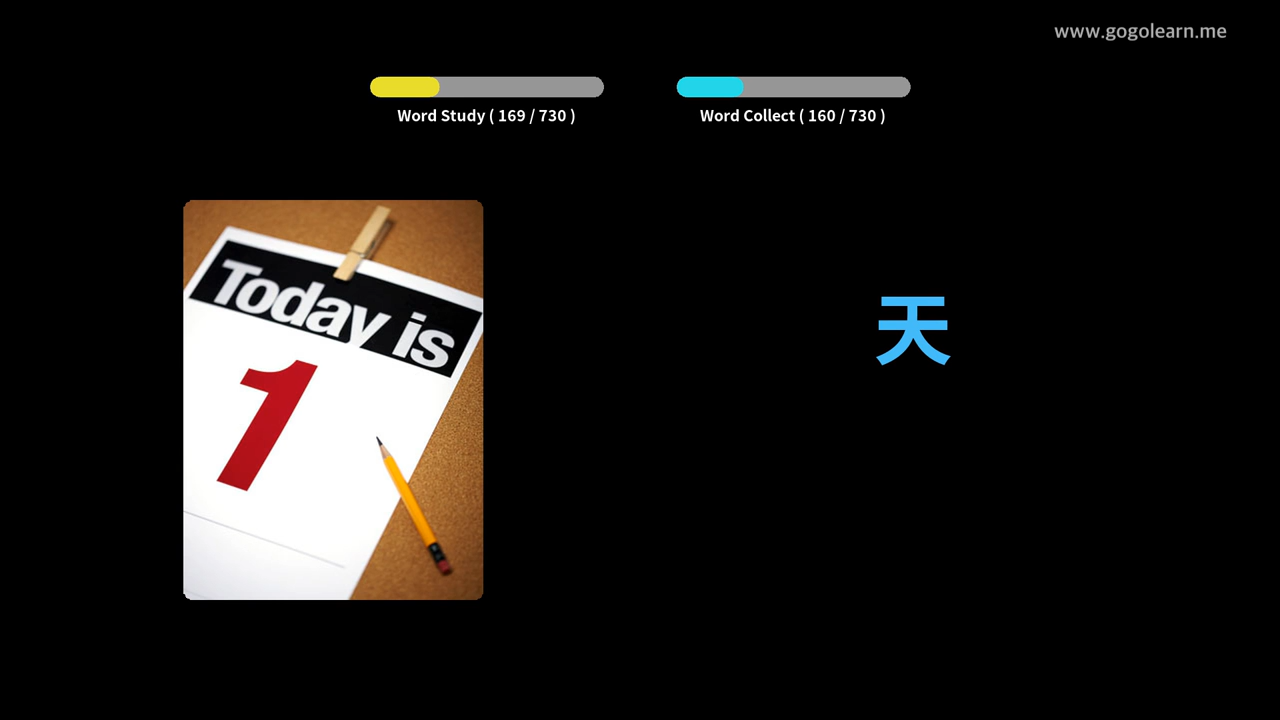 www.gogolearn.me
Word Study ( 169 / 730 )
Word Collect ( 160 / 730 )
Today is
1
天